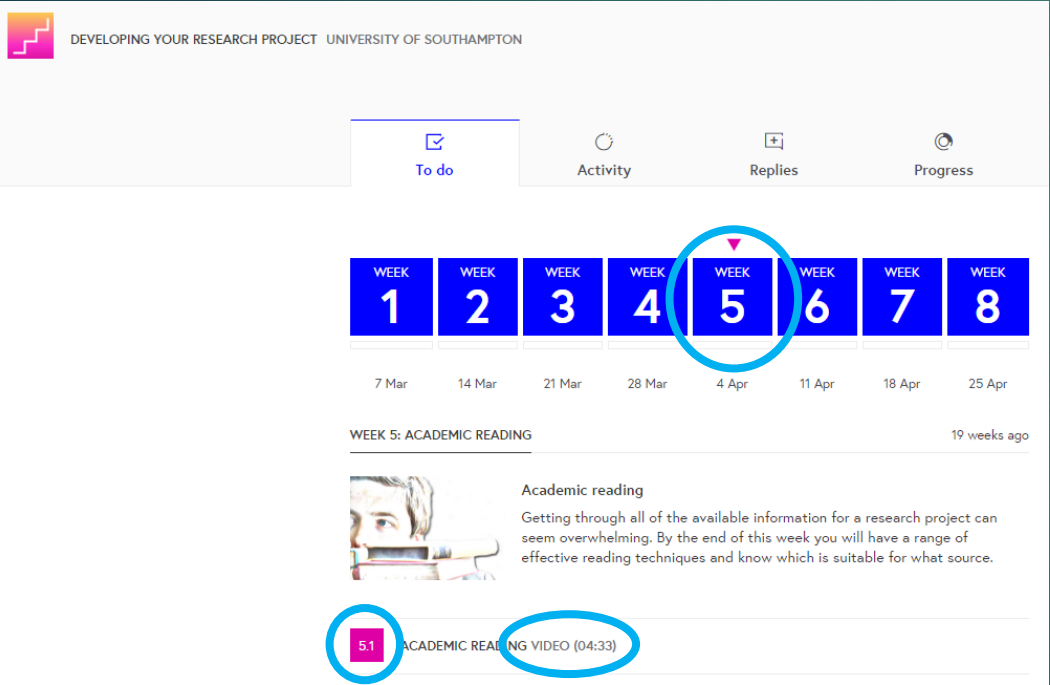 DEVELOPING YOUR RESEARCH PROJECT UNIVERSITY OF SOUTHAMPTON
To do Activity Replies Progress
WEEK WEEK WEEK WEEK WEEK WEEK WEEK WEEK
1 2 3 4 5 6 7 8
7 Mar 14 Mar 21 Mar 28 Mar 4 Apr 11 Apr 18 Apr 25 Apr
WEEK 5: ACADEMIC READING 19 weeks ago
Academic reading
Getting through all of the available information for a research project can
seem overwhelming. By the end of this week you will have a range of
effective reading techniques and know which is suitable for what source.
5.1 ACADEMIC READING VIDEO (04:33)